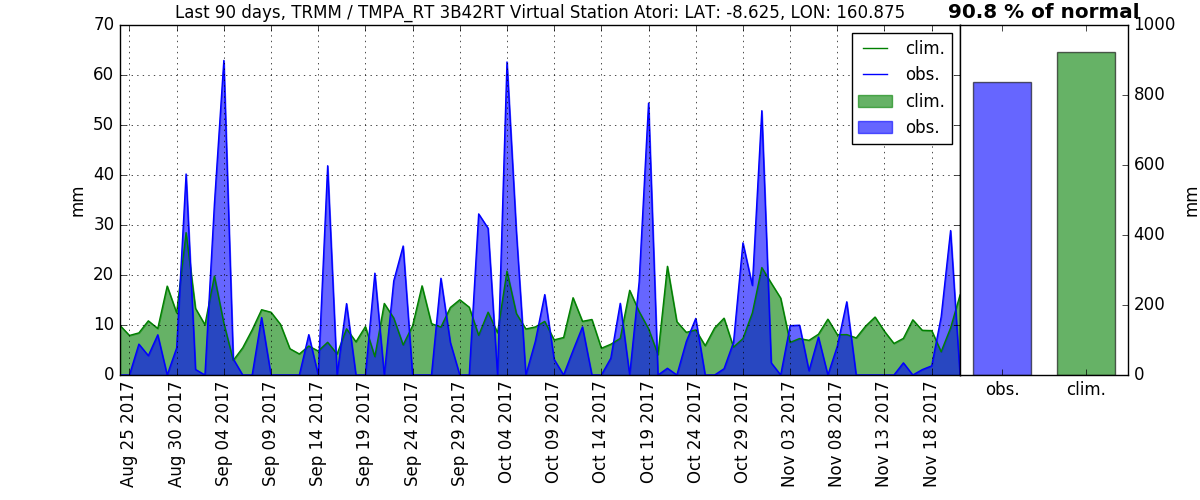 Last 90 days, TRMM / TMPA_RT 3B42RT Virtual Station Atori: LAT: -8.625, LON: 160.875
90.8 % of normal
70
60
50
40
30
20
10
0
mm
clim.
obs.
clim.
obs.
1000
800
600
400
200
0
mm
Aug 25 2017
Aug 30 2017
Sep 04 2017
Sep 09 2017
Sep 14 2017
Sep 19 2017
Sep 24 2017
Sep 29 2017
Oct 04 2017
Oct 09 2017
Oct 14 2017
Oct 19 2017
Oct 24 2017
Oct 29 2017
Nov 03 2017
Nov 08 2017
Nov 13 2017
Nov 18 2017
obs.
clim.